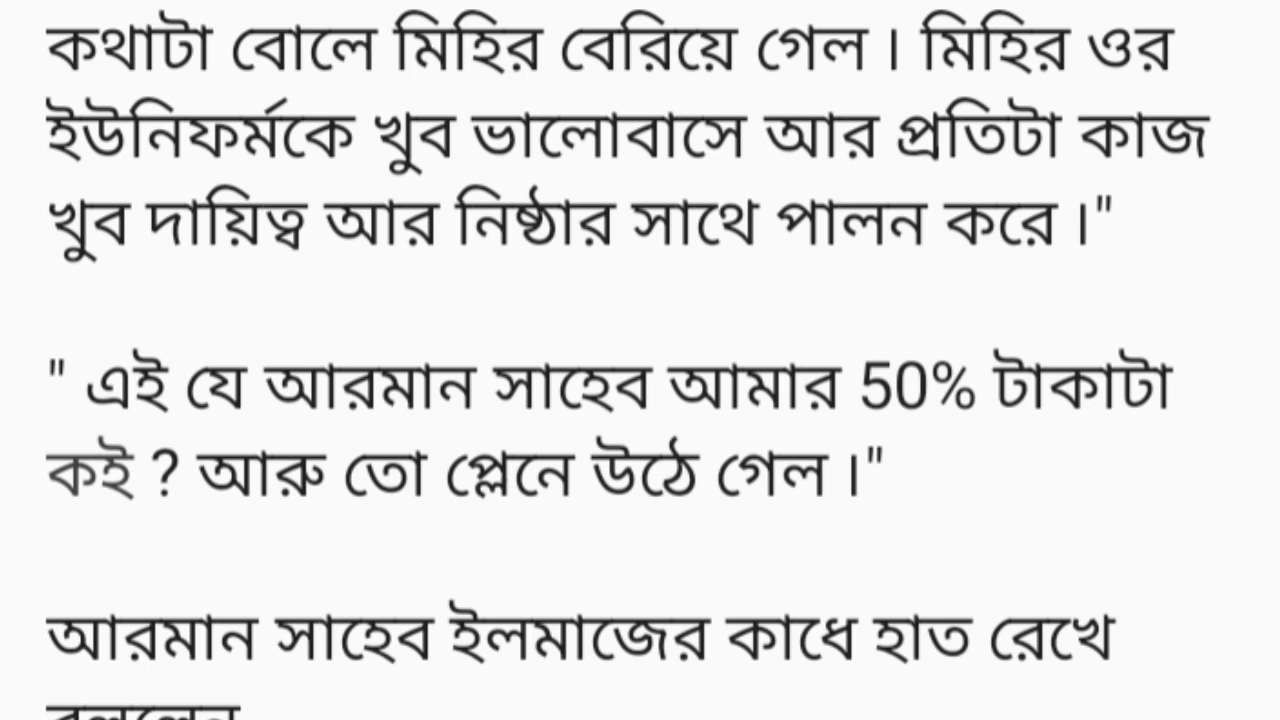 কথাটা বোলে মিহির বেরিয়ে গেল । মিহির ওর
ইউনিফর্মকে খুব ভালোবাসে আর প্রতিটা কাজ
খুব দায়িত্ব আর নিষ্ঠার সাথে পালন করে ।"
" এই যে আরমান সাহেব আমার 50% টাকাটা
কই ? আরু তো প্লেনে উঠে গেল ।"
আরমান সাহেব ইলমাজের কাধে হাত রেখে